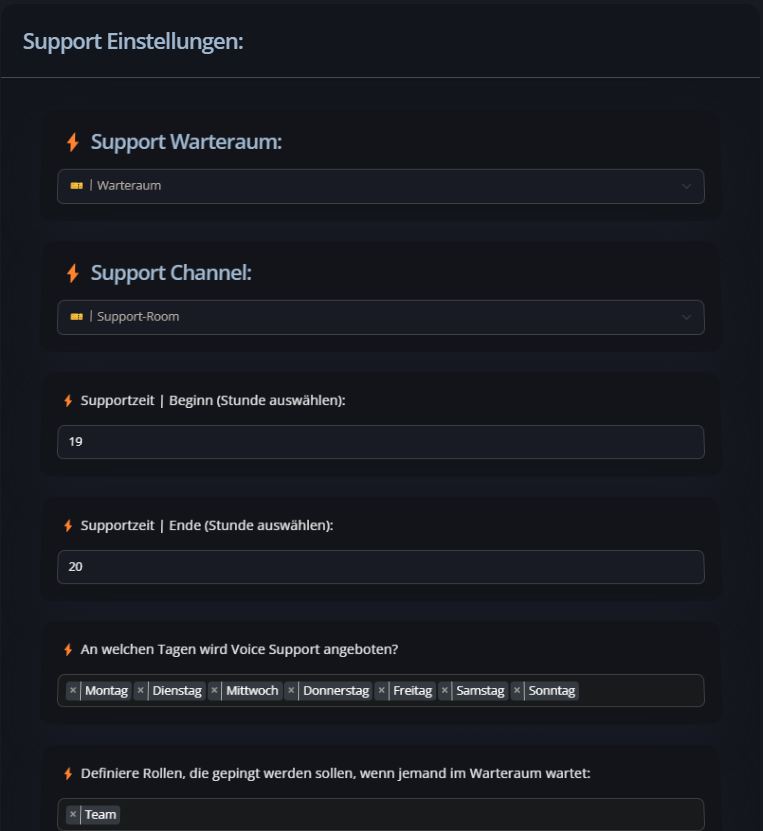 Support Einstellungen:
Support Warteraum:
| Warteraum
Support Channel:
| Support-Room
Supportzeit | Beginn (Stunde auswählen):
19
Supportzeit | Ende (Stunde auswählen):
20
An welchen Tagen wird Voice Support angeboten?
× Montag × Dienstag × Mittwoch × Donnerstag × Freitag × Samstag × Sonntag
Definiere Rollen, die gepingt werden sollen, wenn jemand im Warteraum wartet:
× Team